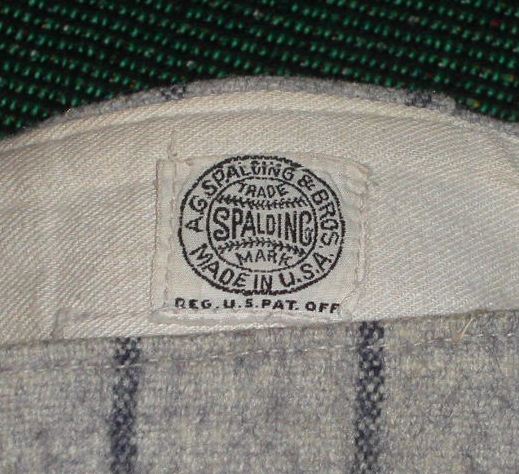 A.G. SPALDING & BROS
TRADE
SPALDING
MARK
MADE IN U.S.A.
REG. U.S. PAT. OFF